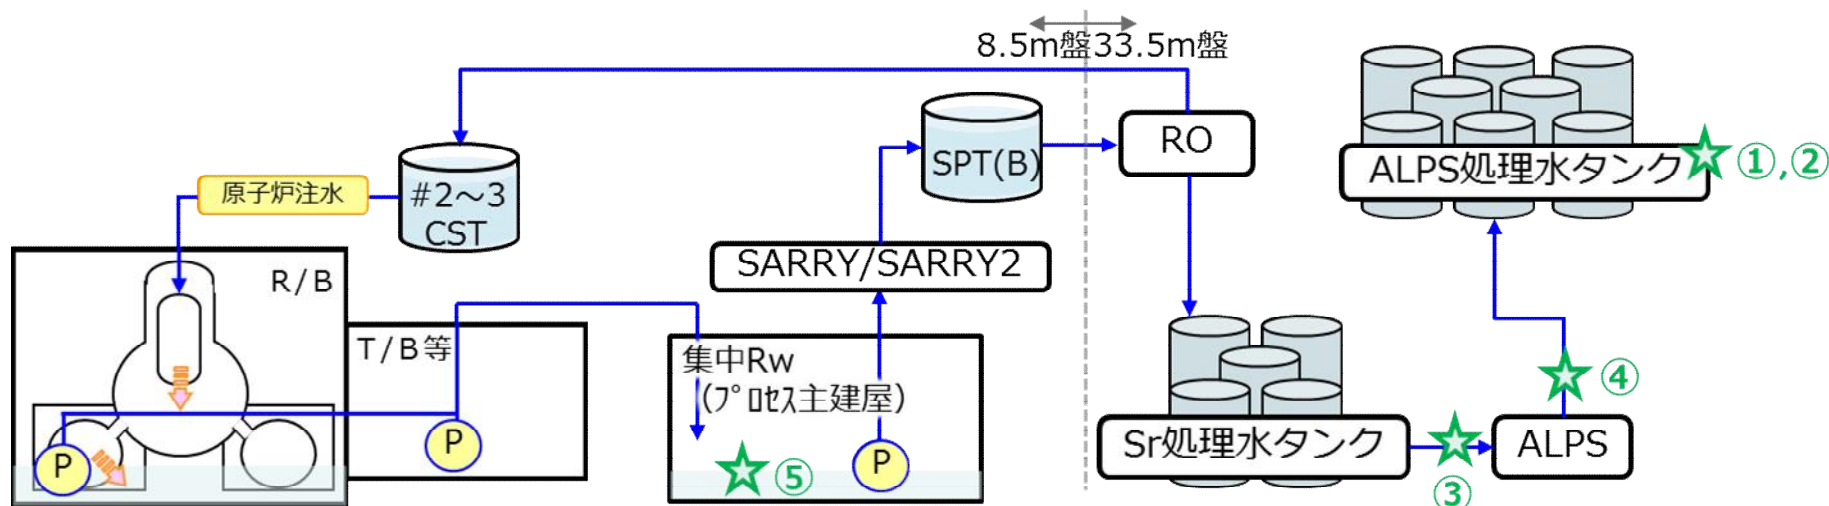 8.5m盤33.5m盤
RO
SPT(B)
ALPS処理水タンク
①,②
原子炉注水
#2～3
CST
R/B
SARRY/SARRY2
T/B等
集中Rw
(ﾌﾟﾛｾｽ主建屋)
④
P
P
P
⑤
Sr処理水タンク
ALPS
③